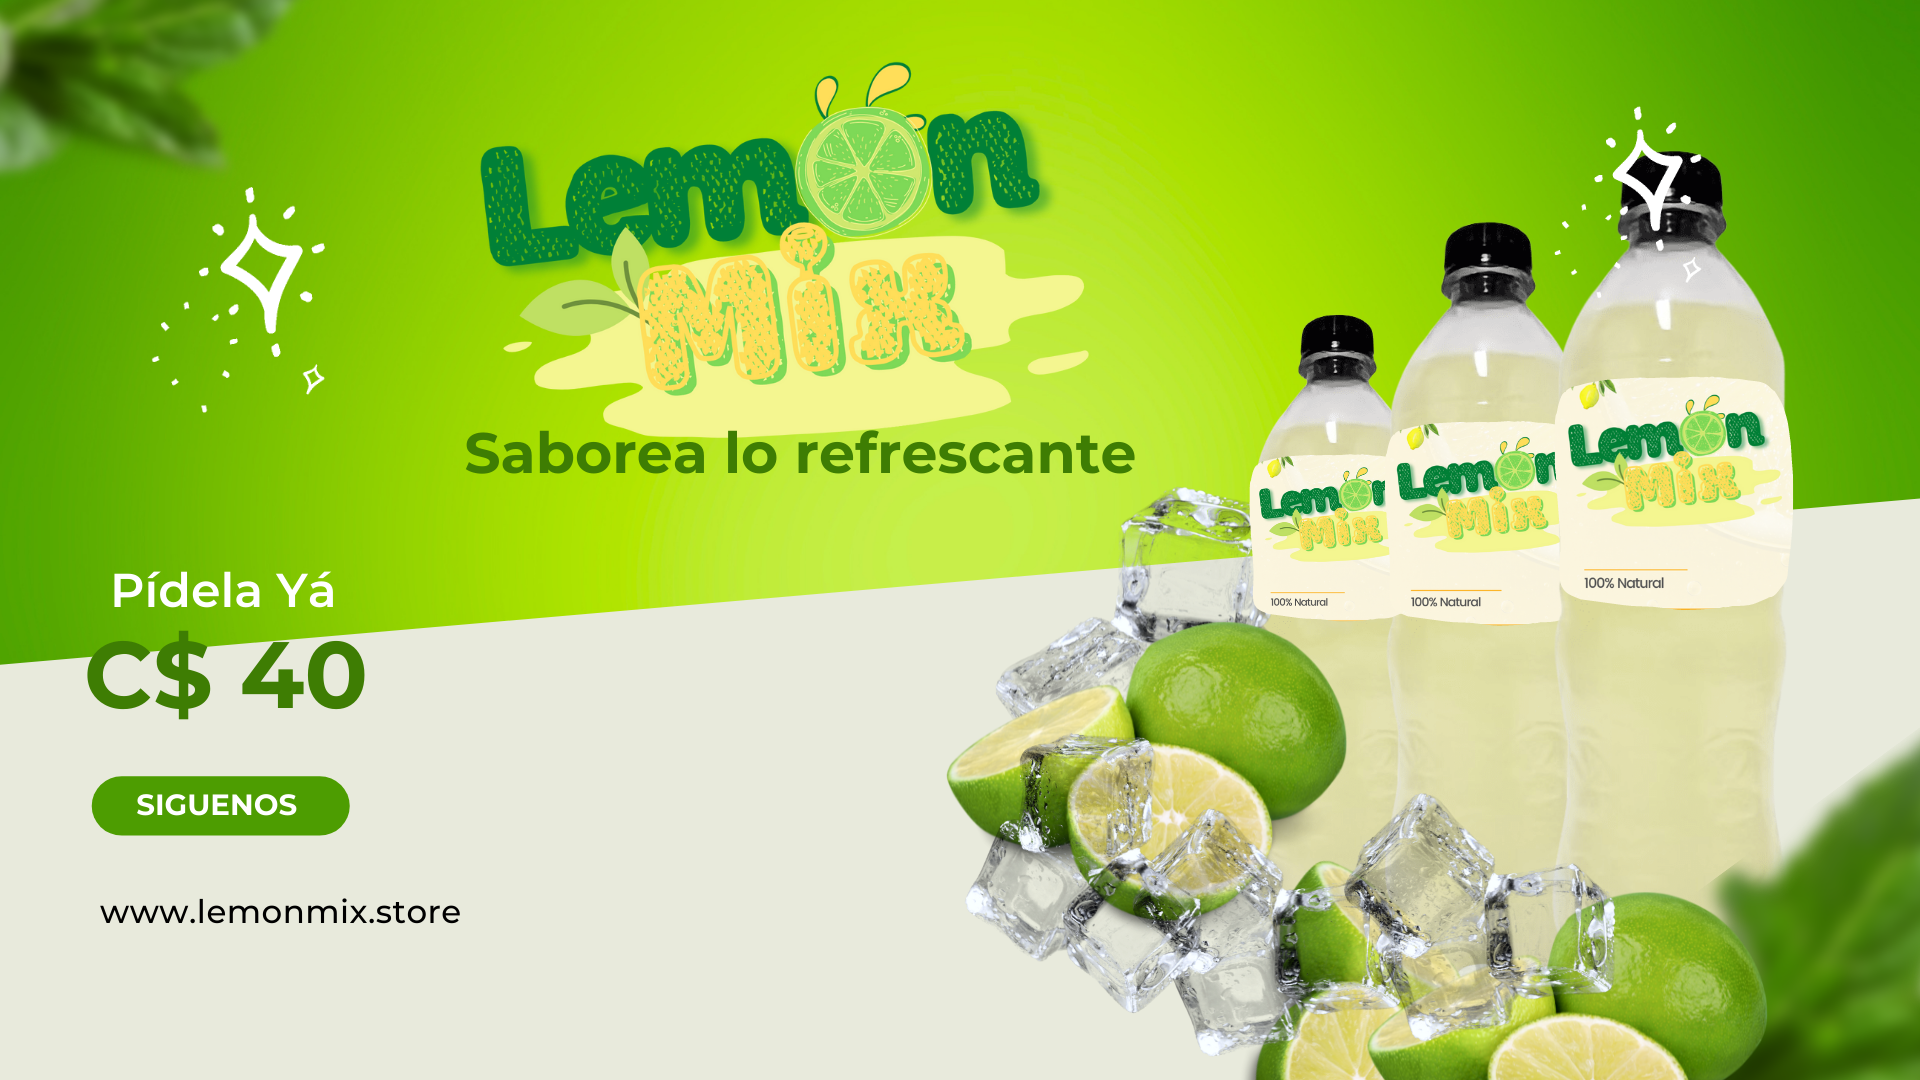 Lemon
Mix
Saborea lo refrescante
Pídela Yá
C$ 40
SIGUENOS
www.lemonmix.store
Lemon
Mix
100% Natural
Lemon
Mix
100% Natural
Lemon
Mix
100% Natural